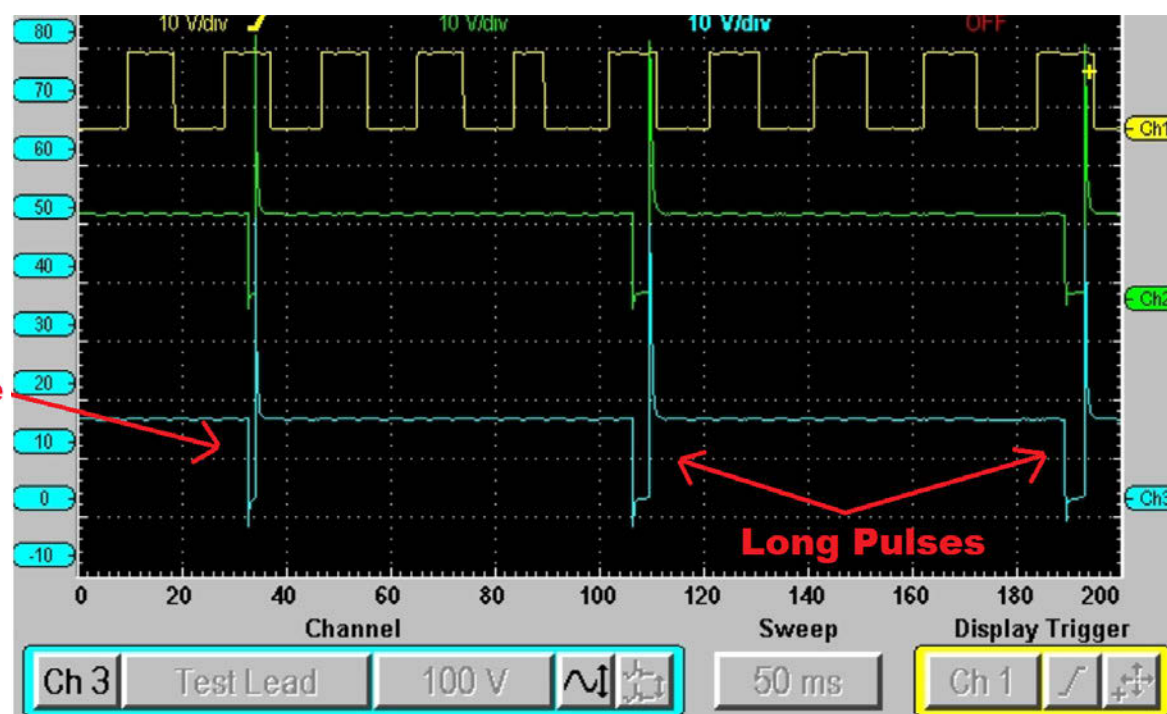 10 V/div 10 V/div 10 V/div OFF
80
70
60
50
40
30
20
10
0
-10
Ch1
Ch2
Ch3
e
Long Pulses
0 20 40 60 80 100 120 140 160 180 200
Channel Sweep Display Trigger
Ch 3 Test Lead 100 V 50 ms Ch 1